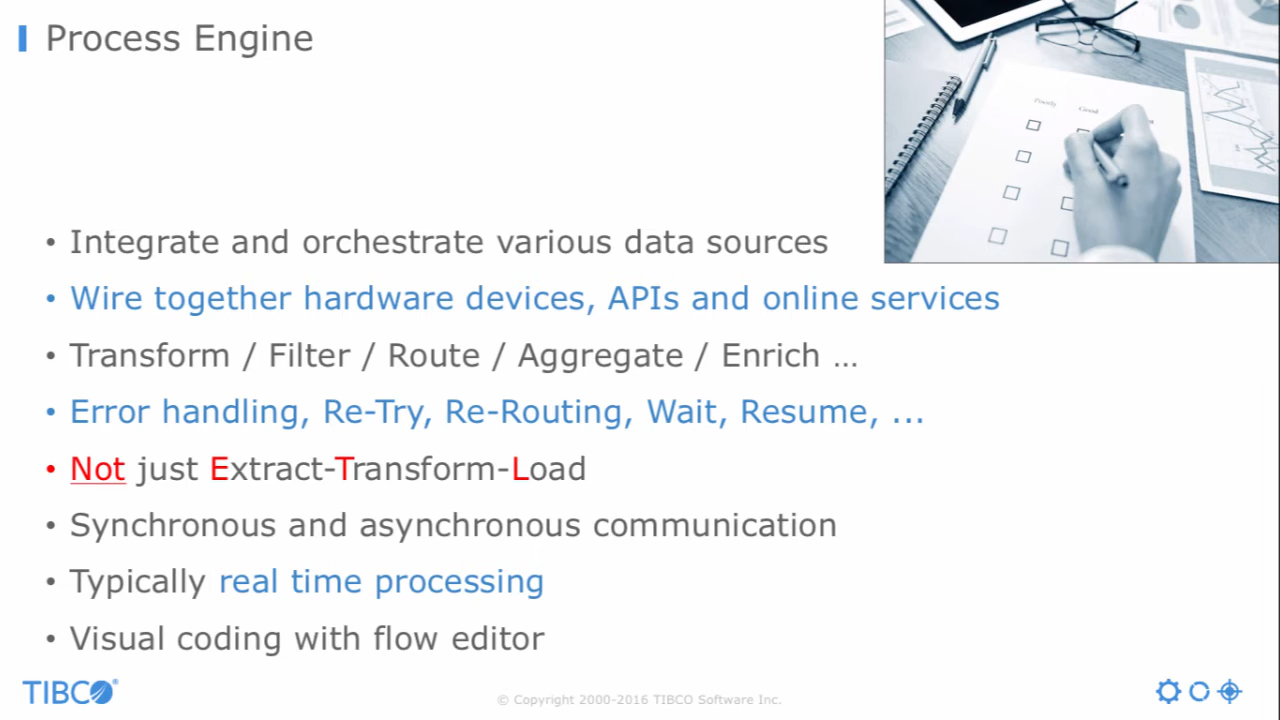 Process Engine
Poorly Good
• Integrate and orchestrate various data sources
• Wire together hardware devices, APIs and online services
• Transform / Filter / Route / Aggregate / Enrich ...
• Error handling, Re-Try, Re-Routing, Wait, Resume, ...
• Not just Extract-Transform-Load
• Synchronous and asynchronous communication
• Typically real time processing
• Visual coding with flow editor
TIBCO®
© Copyright 2000-2016 TIBCO Software Inc.